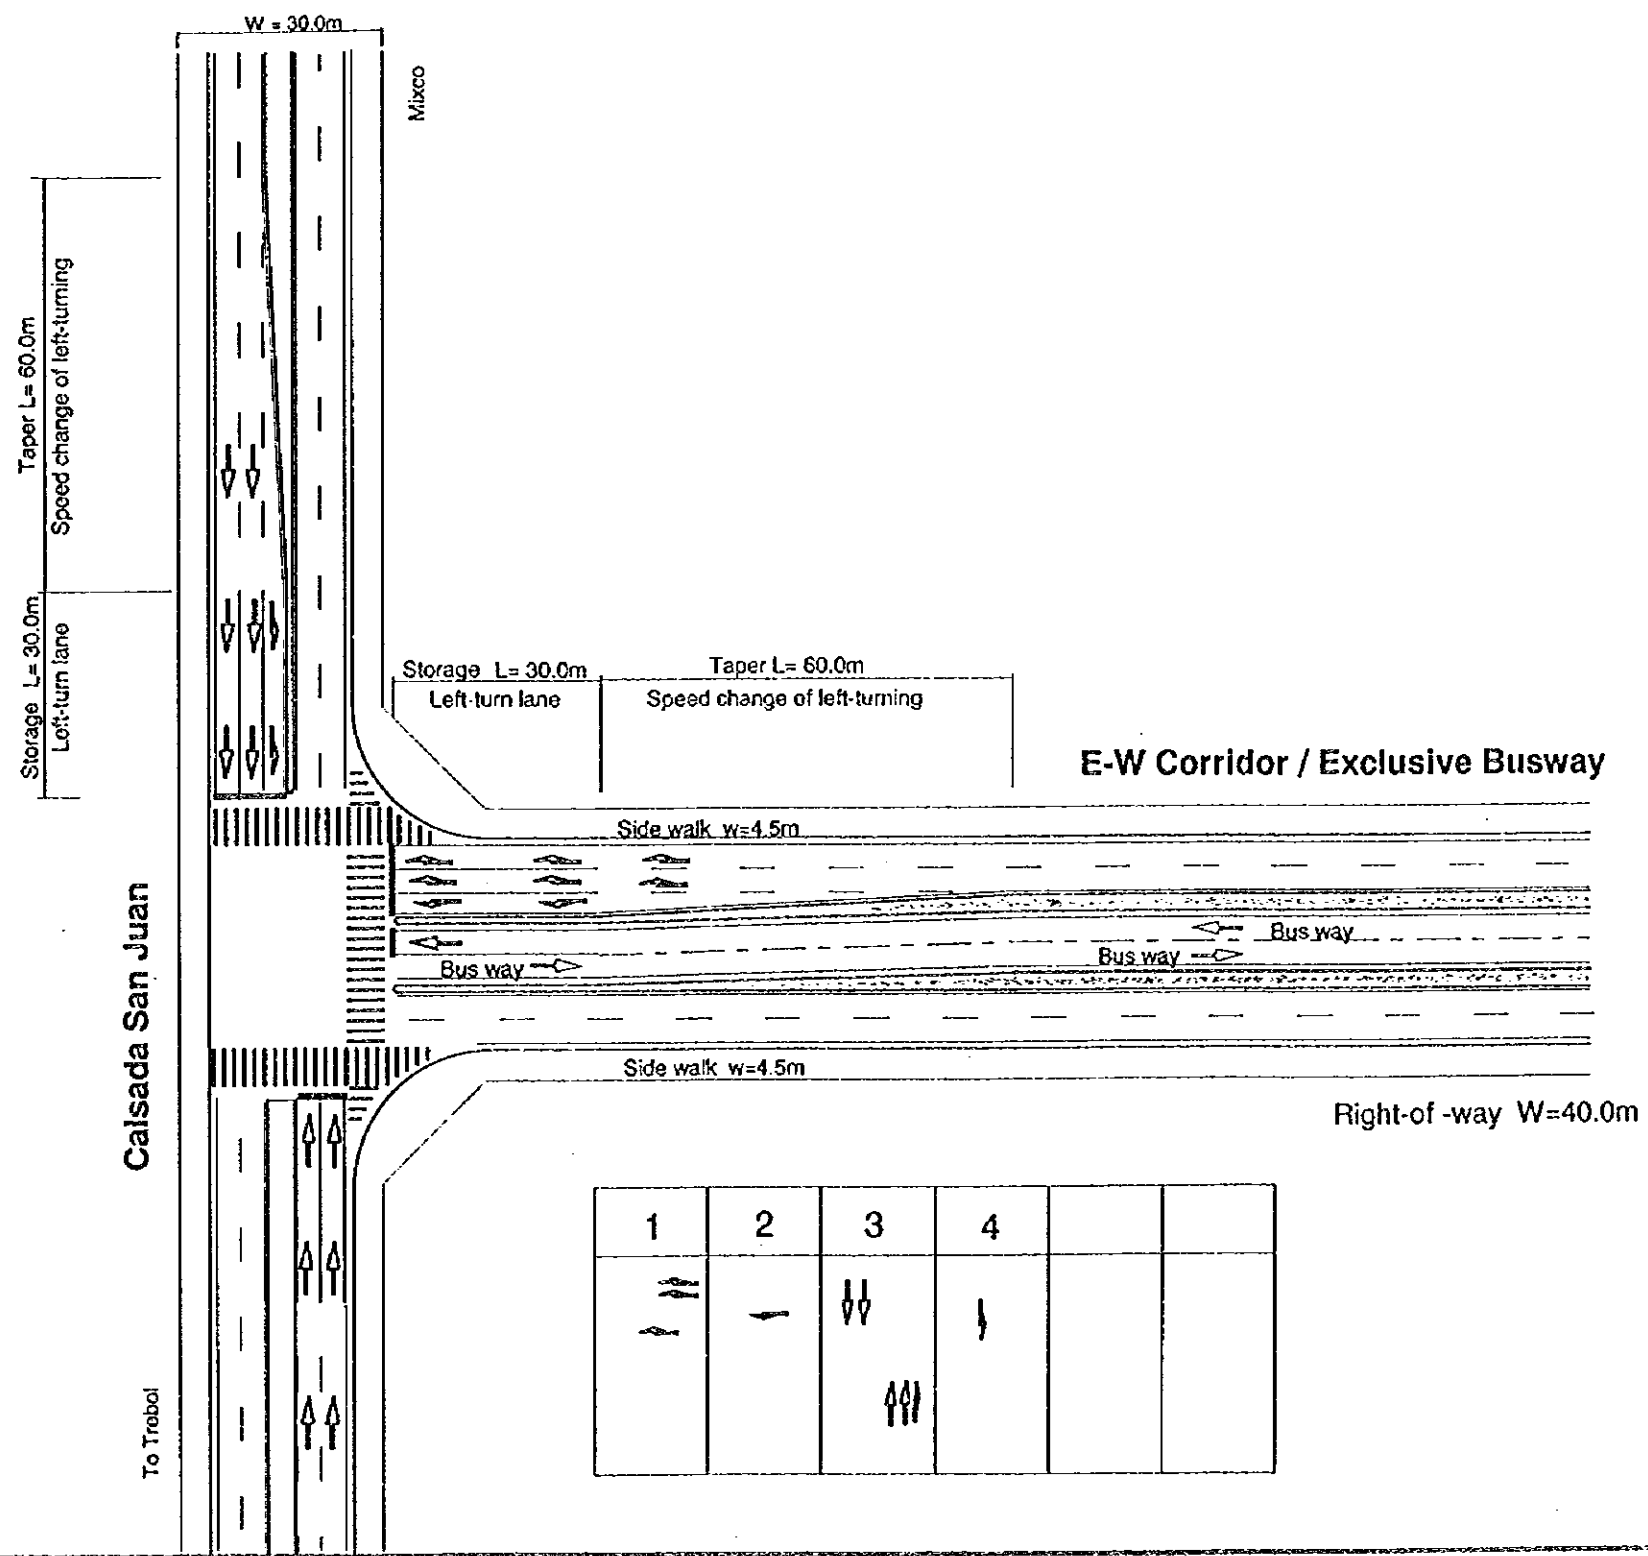 W = 30.0m
Mixco
Taper L= 60.0m
Speed change of left-turning
Storage L= 30.0m
Left-turn lane
Storage L= 30.0m
Left-turn lane
Taper L= 60.0m
Speed change of left-turning
E-W Corridor / Exclusive Busway
Side walk w=4.5m
Bus way
Bus way
Bus way
Side walk w=4.5m
Right-of -way W=40.0m
Calsada San Juan
To Trobol
1 2 3 4